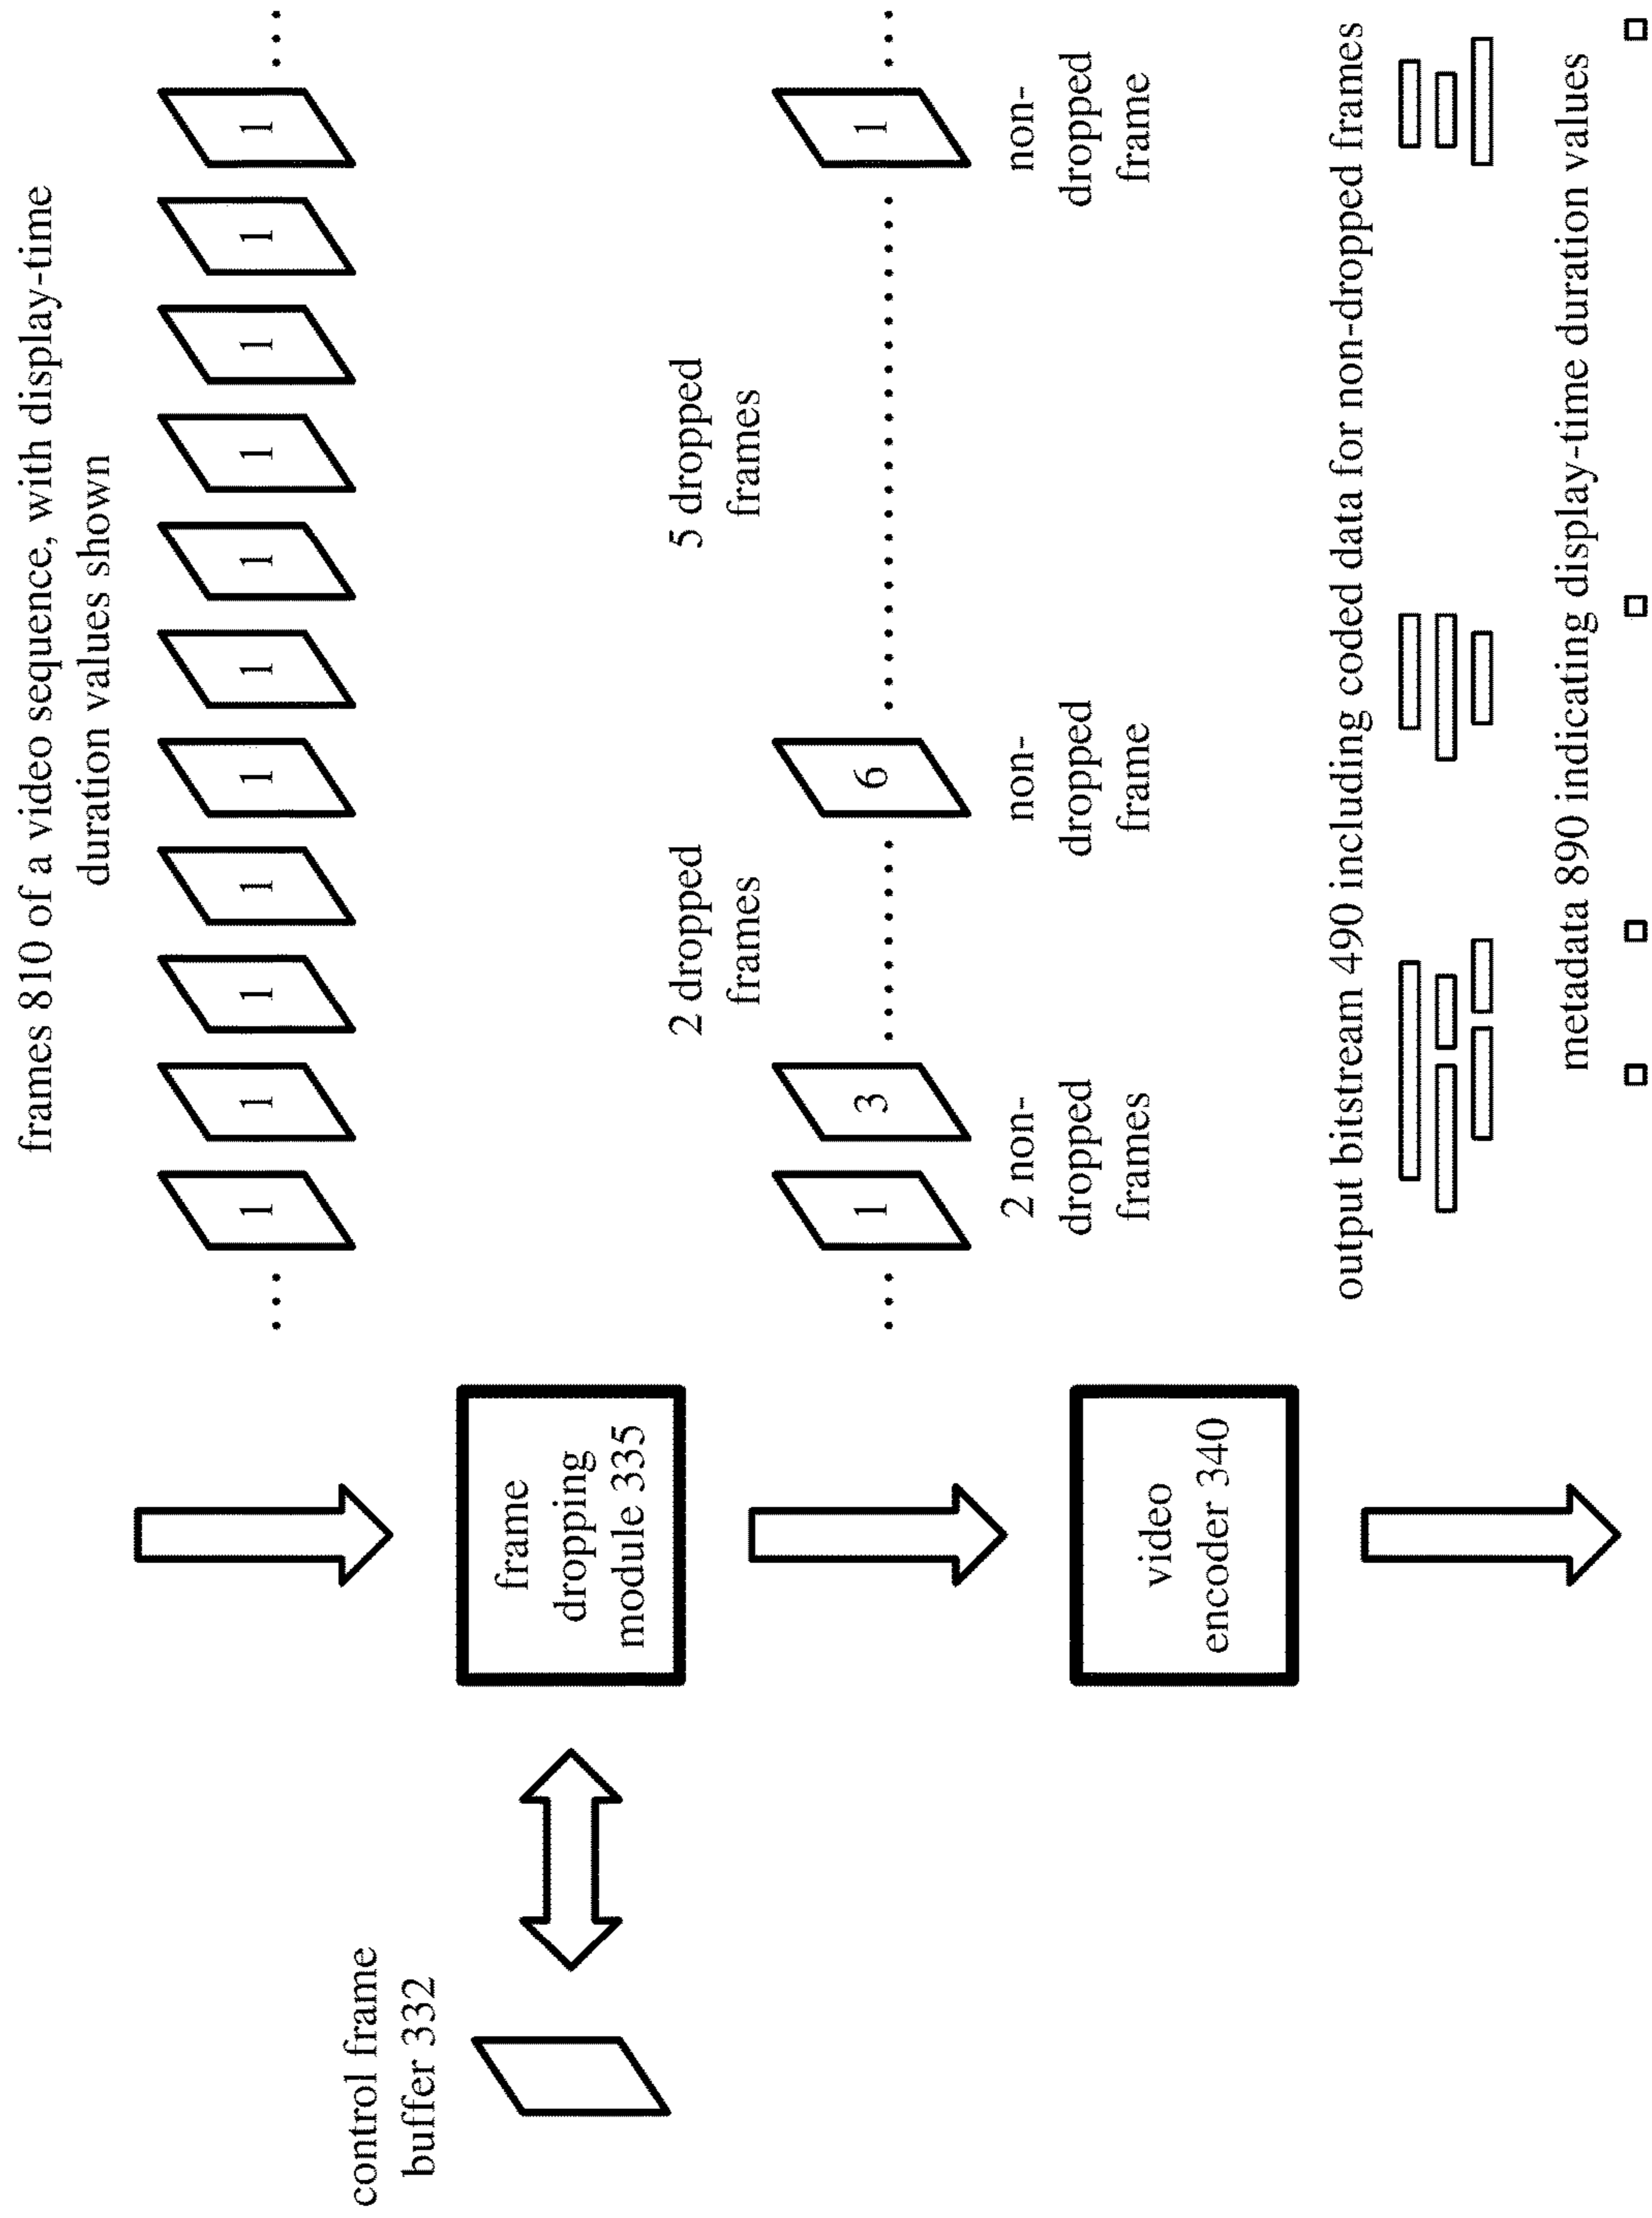 frames 810 of a video sequence, with display-time
duration values shown
. . .
1
1
1
1
1
1
1
1
1
1
1
. . .
control frame
buffer 332
frame
dropping
module 335
2 dropped
frames
5 dropped
frames
. . .
1
3
6
1
. . .
2 non-
dropped
frames
non-
dropped
frame
non-
dropped
frame
video
encoder 340
output bitstream 490 including coded data for non-dropped frames
metadata 890 indicating display-time duration values